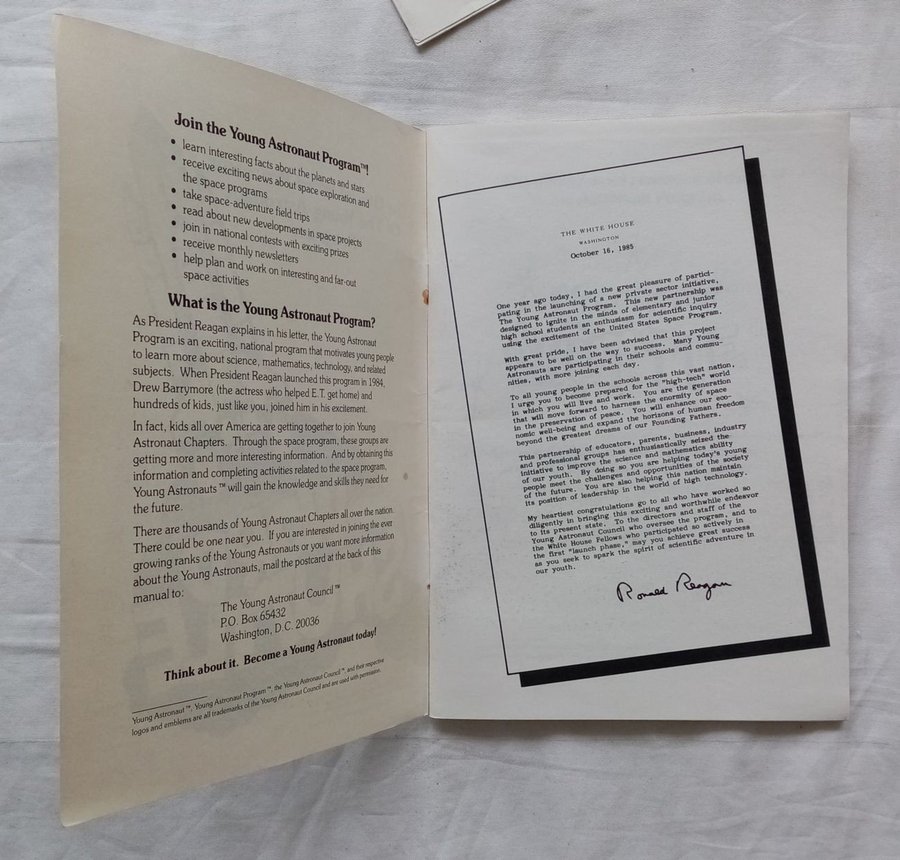 Join the Young Astronaut Program™!
• learn interesting facts about the planets and stars
• receive exciting news about space exploration and
the space programs
• take space-adventure field trips
• read about new developments in space projects
• join in national contests with exciting prizes
• receive monthly newsletters
• help plan and work on interesting and far-out
space activities
What is the Young Astronaut Program?
As President Reagan explains in his letter, the Young Astronaut
Program is an exciting, national program that motivates young people
to learn more about science, mathematics, technology, and related
subjects. When President Reagan launched this program in 1984,
Drew Barrymore (the actress who helped E.T. get home) and
hundreds of kids, just like you, joined him in his excitement.
In fact, kids all over America are getting together to join Young
Astronaut Chapters. Through the space program, these groups are
getting more and more interesting information. And by obtaining this
information and completing activities related to the space program,
Young Astronauts™ will gain the knowledge and skills they need for
the future.
There are thousands of Young Astronaut Chapters all over the nation.
There could be one near you. If you are interested in joining the ever
growing ranks of the Young Astronauts or you want more information
about the Young Astronauts, mail the postcard at the back of this
manual to:
The Young Astronaut Council™
P.O. Box 65432
Washington, D.C. 20036
Think about it. Become a Young Astronaut today!
Young Astronaut™, Young Astronaut Program™, the Young Astronaut Council™, and their respective
logos and emblems are all trademarks of the Young Astronaut Council and are used with permission.
THE WHITE HOUSE
WASHINGTON
October 16, 1985
One year ago today, I had the great pleasure of partici-
pating in the launching of a new private sector initiative,
The Young Astronaut Program. This new partnership was
designed to ignite in the minds of elementary and junior
high school students an enthusiasm for scientific inquiry
using the excitement of the United States Space Program.
With great pride, I have been advised that this project
appears to be well on the way to success. Many Young
Astronauts are participating in their schools and commu-
nities, with more joining each day.
To all young people in the schools across this vast nation,
I urge you to become prepared for the "high-tech" world
in which you will live and work. You are the generation
that will move forward to harness the enormity of space
in the preservation of peace. You will enhance our eco-
nomic well-being and expand the horizons of human freedom
beyond the greatest dreams of our Founding Fathers.
This partnership of educators, parents, business, industry
and professional groups has enthusiastically seized the
initiative to improve the science and mathematics ability
of our youth. By doing so you are helping today's young
people meet the challenges and opportunities of the society
of the future. You are also helping this nation maintain
its position of leadership in the world of high technology.
My heartiest congratulations go to all who have worked so
diligently in bringing this exciting and worthwhile endeavor
to its present state. To the directors and staff of the
Young Astronaut Council who oversee the program, and to
the White House Fellows who participated so actively in
the first "launch phase," may you achieve great success
as you seek to spark the spirit of scientific adventure in
our youth.
Ronald Reagan